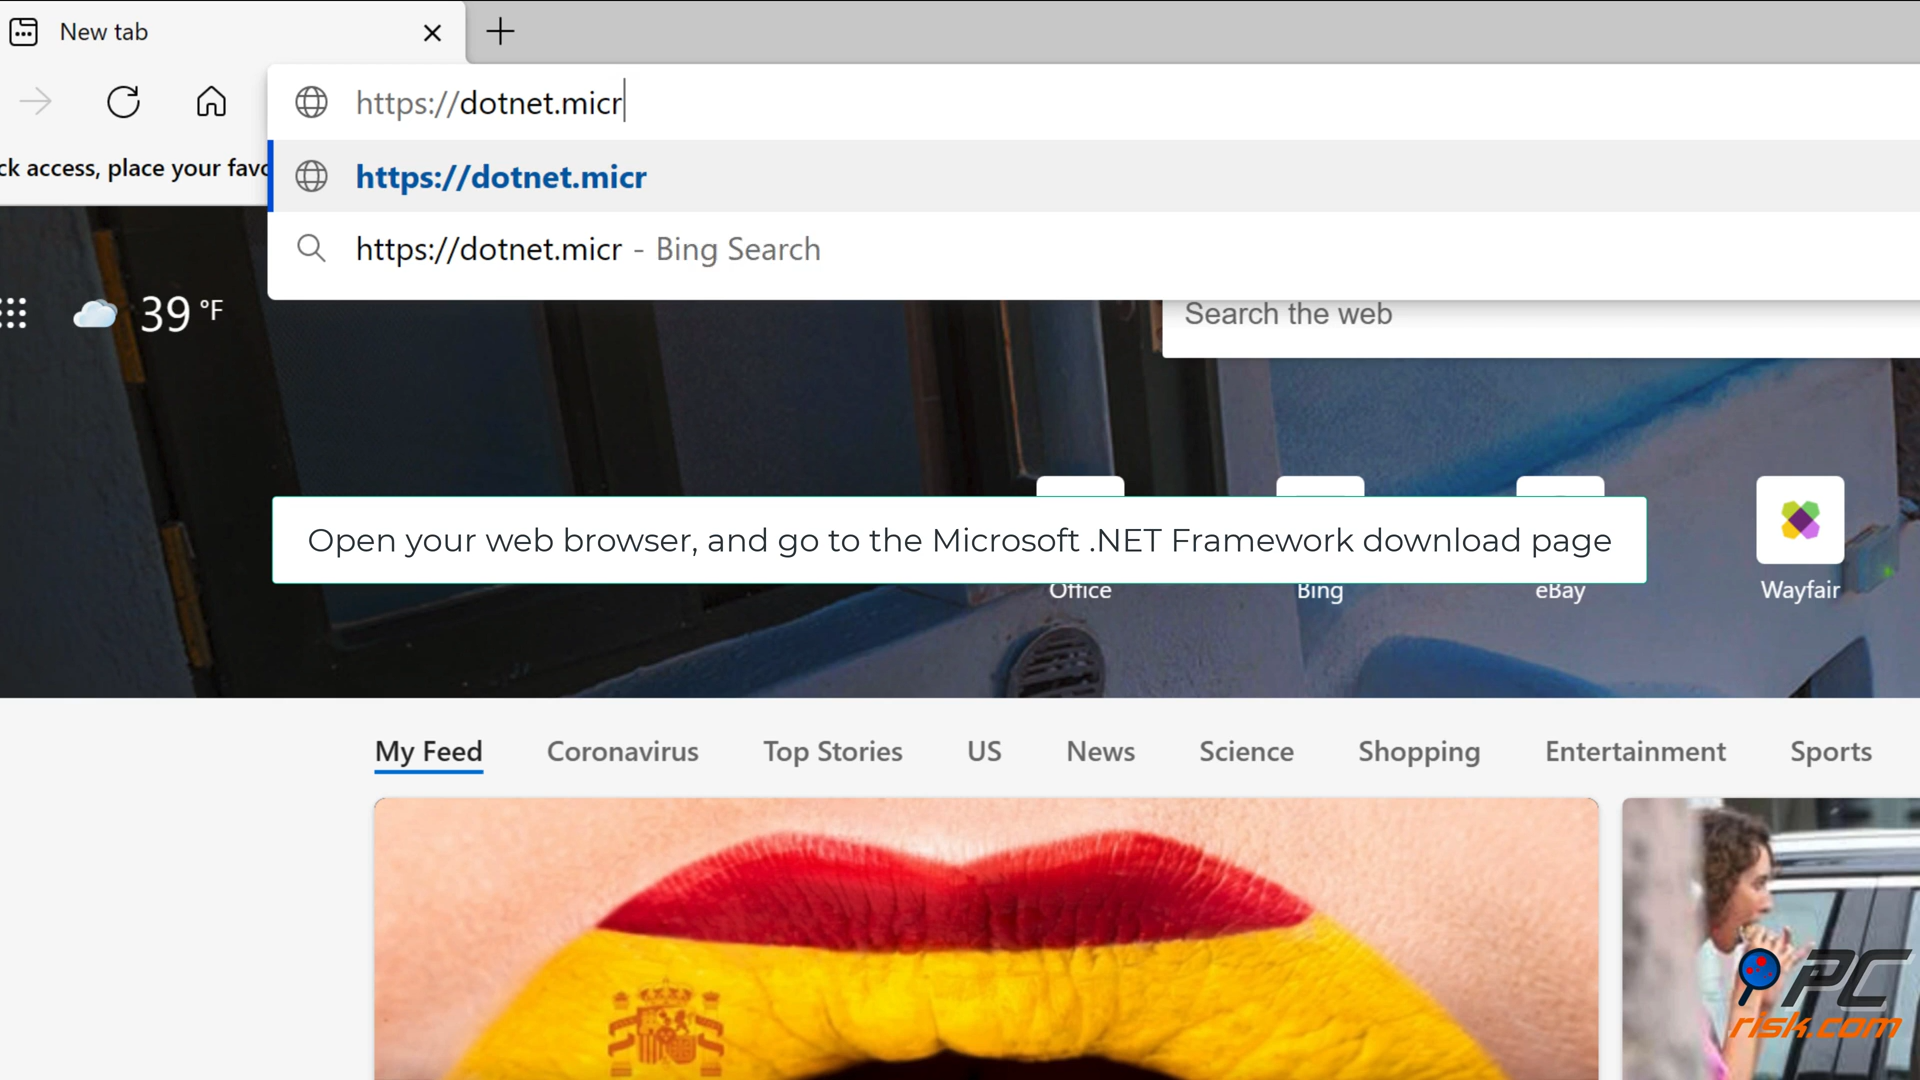 New tab
https://dotnet.micr
ck access, place your favo
https://dotnet.micr
https://dotnet.micr - Bing Search
39 °F
Search the web
Open your web browser, and go to the Microsoft .NET Framework download page
Office
Bing
eBay
Wayfair
My Feed
Coronavirus
Top Stories
US
News
Science
Shopping
Entertainment
Sports
PC
risk.com